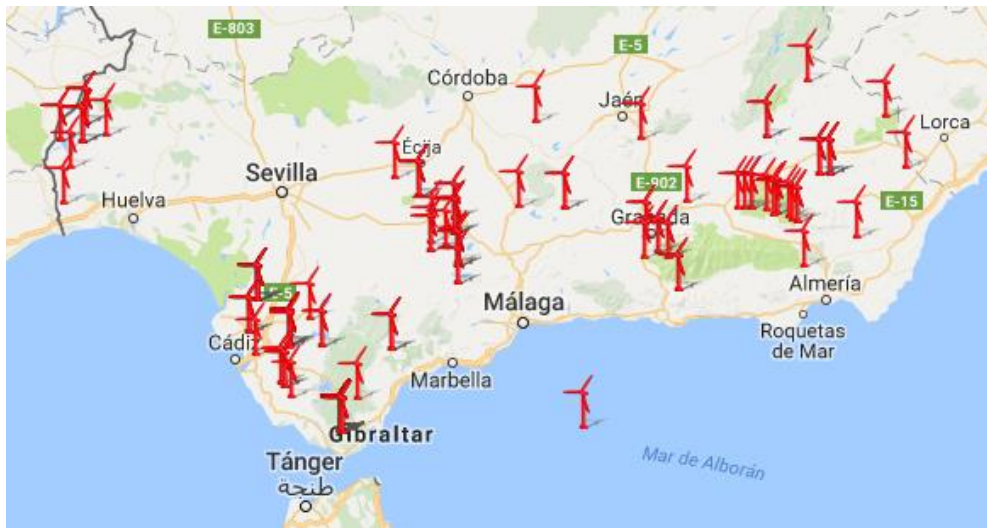 E-803
E-5
Córdoba
Jaén
Écija
Lorca
Sevilla
E-902
Huelva
E-15
Granada
Almería
E-5
Málaga
Cádiz
Roquetas
de Mar
Marbella
Gibraltar
Mar de Alborán
Tánger
طنجة